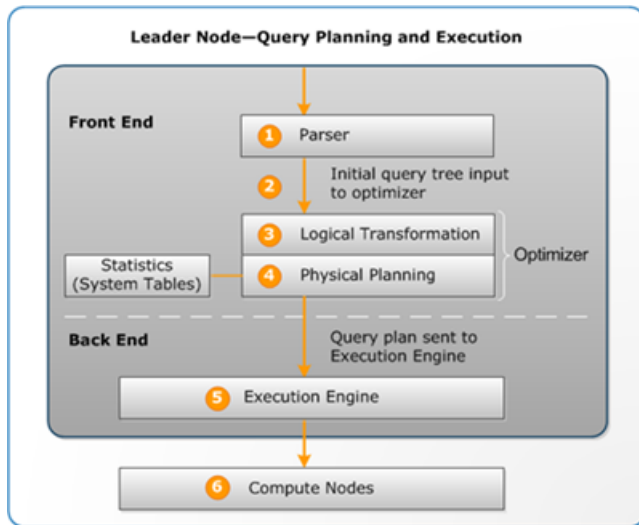 Leader Node—Query Planning and Execution
Front End
1 Parser
2 Initial query tree input
to optimizer
3 Logical Transformation
Optimizer
Statistics
(System Tables)
4 Physical Planning
Back End
Query plan sent to
Execution Engine
5 Execution Engine
6 Compute Nodes